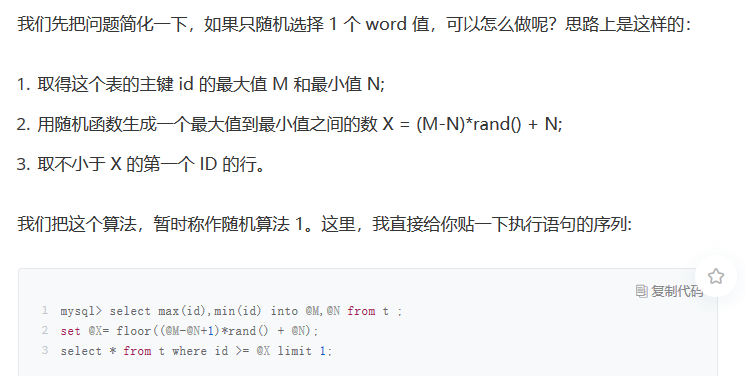 我们先把问题简化一下，如果只随机选择 1 个 word 值，可以怎么做呢？思路上是这样的：
1. 取得这个表的主键 id 的最大值 M 和最小值 N;
2. 用随机函数生成一个最大值到最小值之间的数 X = (M-N)*rand() + N;
3. 取不小于 X 的第一个 ID 的行。
我们把这个算法，暂时称作随机算法 1。这里，我直接给你贴一下执行语句的序列:
复制代码
1 mysql> select max(id),min(id) into @M,@N from t ;
2 set @X= floor((@M-@N+1)*rand() + @N);
3 select * from t where id >= @X limit 1;